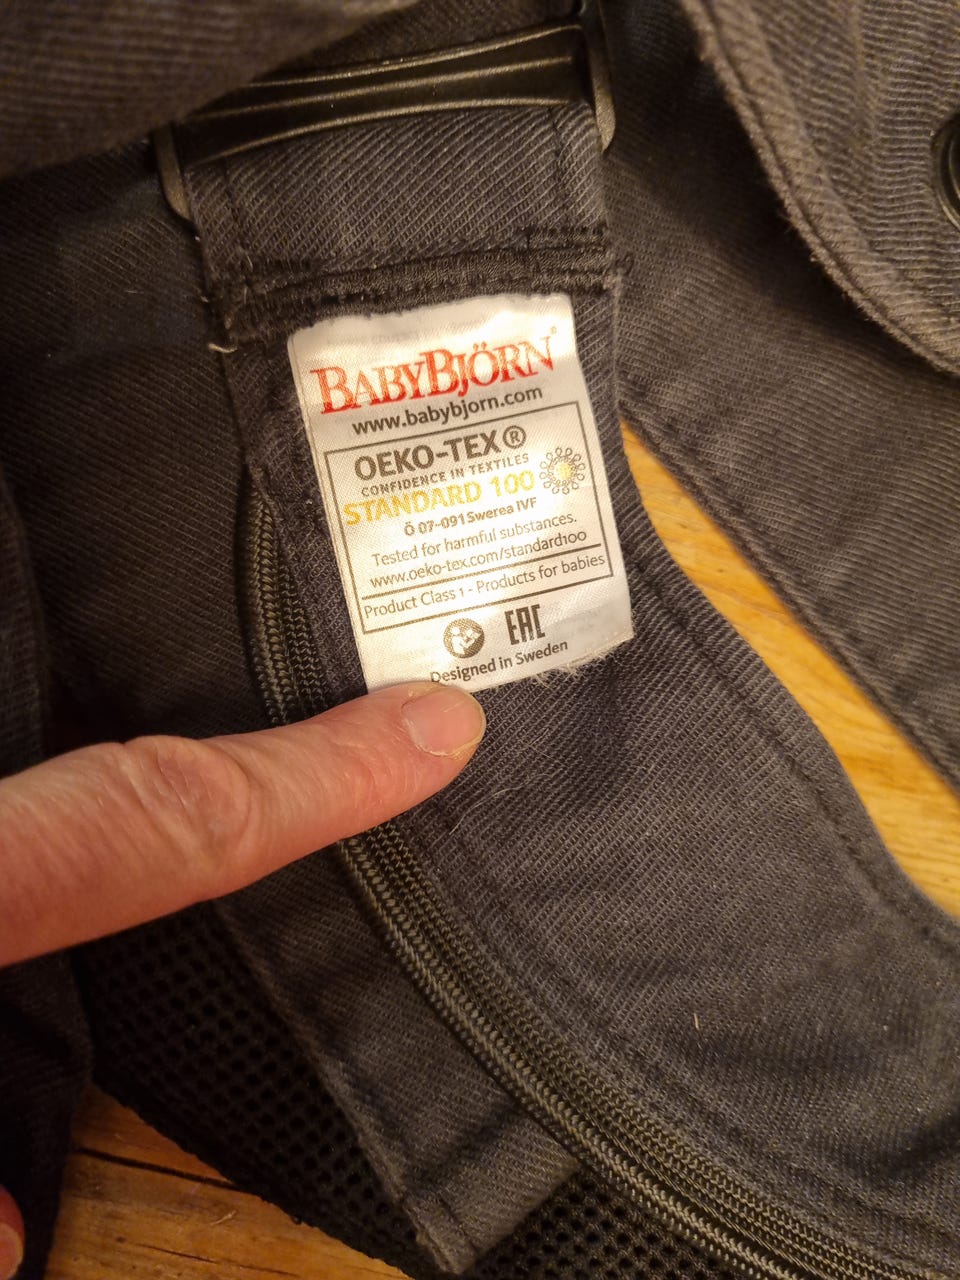 BABYBJÖRN®
www.babybjorn.com
OEKO-TEX®
CONFIDENCE IN TEXTILES
STANDARD 100
ö 07-091 Swerea IVF
Tested for harmful substances.
www.oeko-tex.com/standard100
Product Class 1 - Products for babies
EAC
Designed in Sweden